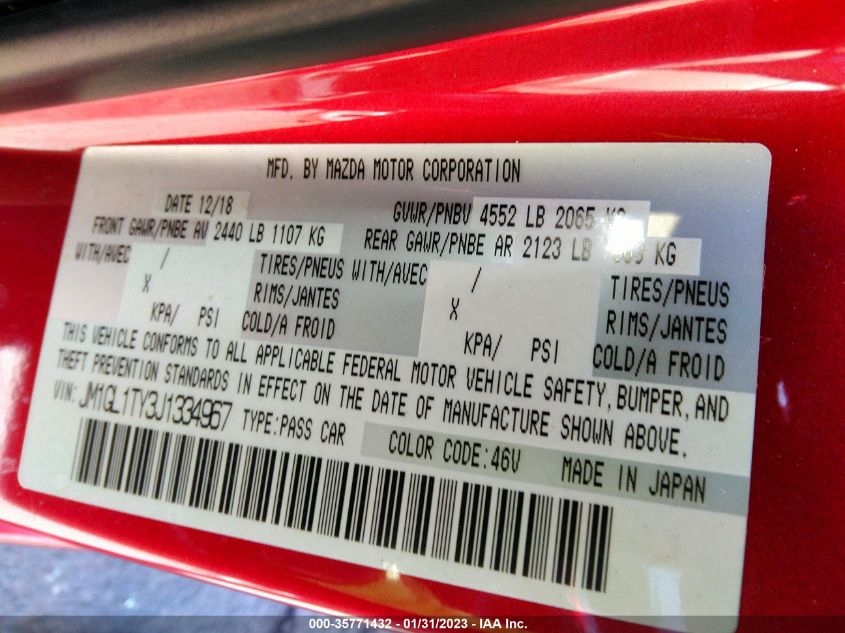 MFD. BY MAZDA MOTOR CORPORATION
DATE 12/18 GVWR/PNBV 4552 LB 2065 KG
FRONT GAWR/PNBE AV 2440 LB 1107 KG REAR GAWR/PNBE AR 2123 LB KG
WITH/AVEC / TIRES/PNEUS WITH/AVEC / TIRES/PNEUS
X RIMS/JANTES X RIMS/JANTES
KPA/ PSI COLD/A FROID KPA/ PSI COLD/A FROID
THIS VEHICLE CONFORMS TO ALL APPLICABLE FEDERAL MOTOR VEHICLE SAFETY, BUMPER, AND
THEFT PREVENTION STANDARDS IN EFFECT ON THE DATE OF MANUFACTURE SHOWN ABOVE.
VIN: JM1GL1TY3J1334967 TYPE:PASS CAR COLOR CODE:46V MADE IN JAPAN
000-35771432 - 01/31/2023 - IAA Inc.